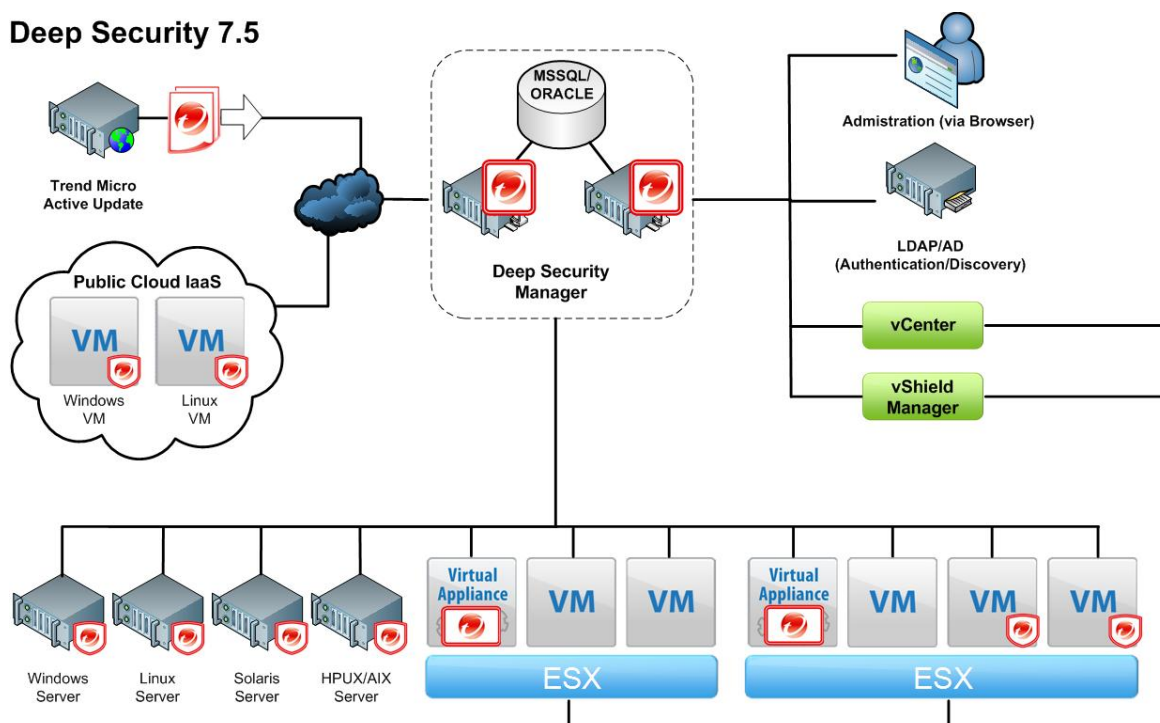 Deep Security 7.5
Trend Micro
Active Update
MSSQL/
ORACLE
Deep Security
Manager
Admistration (via Browser)
LDAP/AD
(Authentication/Discovery)
vCenter
vShield
Manager
Public Cloud IaaS
VM
VM
Windows
VM
Linux
VM
Windows
Server
Linux
Server
Solaris
Server
HPUX/AIX
Server
Virtual
Appliance
VM
VM
ESX
Virtual
Appliance
VM
VM
VM
ESX